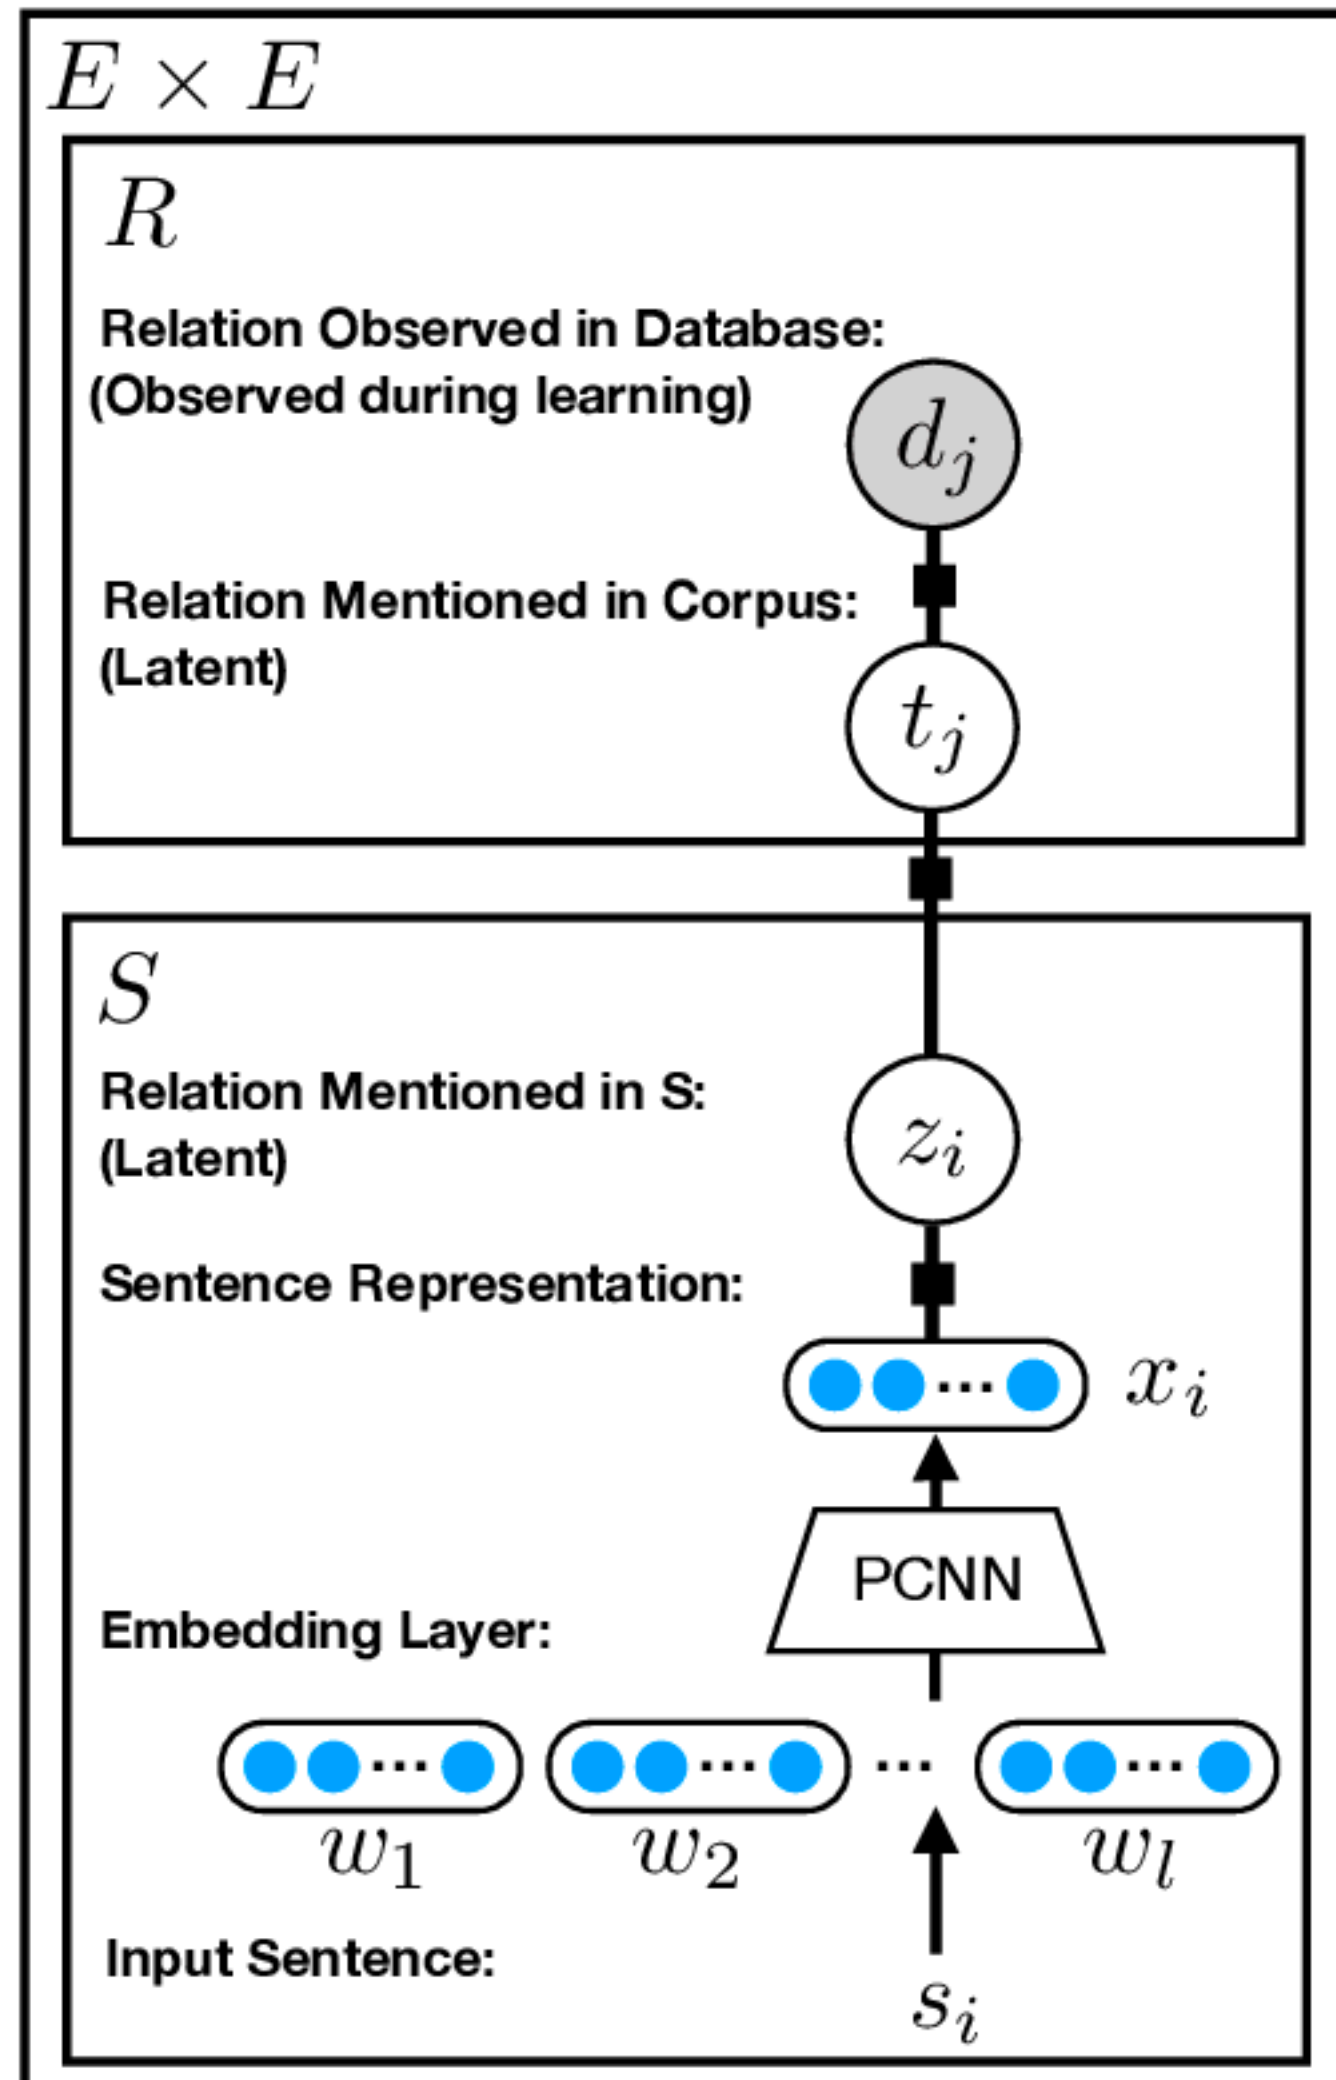 E × E
R
Relation Observed in Database:
(Observed during learning)
d_j
Relation Mentioned in Corpus:
(Latent)
t_j
S
Relation Mentioned in S:
(Latent)
z_i
Sentence Representation:
... x_i
PCNN
Embedding Layer:
... ... ... ...
w_1 w_2 w_l
Input Sentence:
s_i